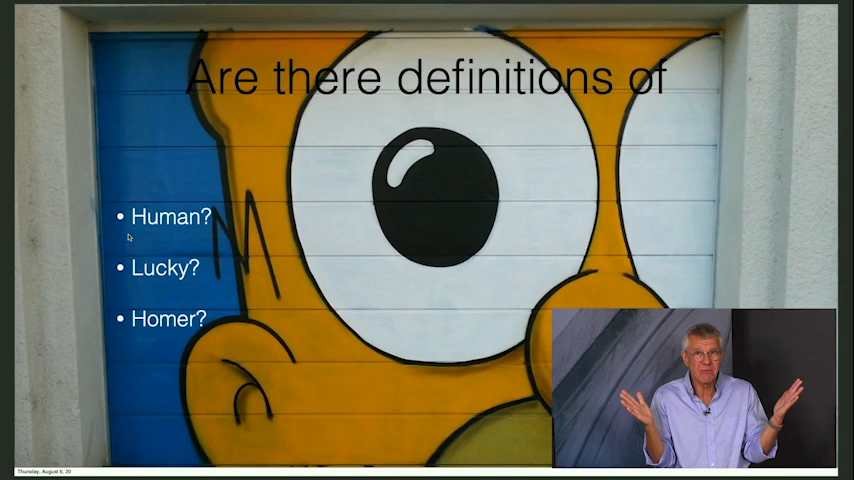 Are there definitions of
• Human?
• Lucky?
• Homer?
Thursday, August 6, 20